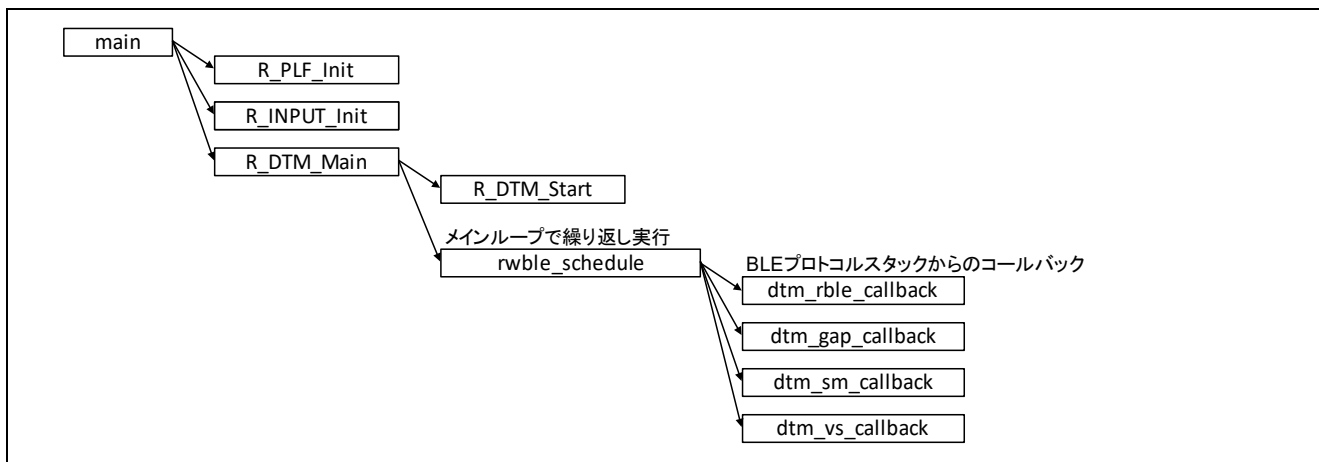 main
R_PLF_Init
R_INPUT_Init
R_DTM_Main
R_DTM_Start
メインループで繰り返し実行
rwble_schedule
BLEプロトコルスタックからのコールバック
dtm_rble_callback
dtm_gap_callback
dtm_sm_callback
dtm_vs_callback